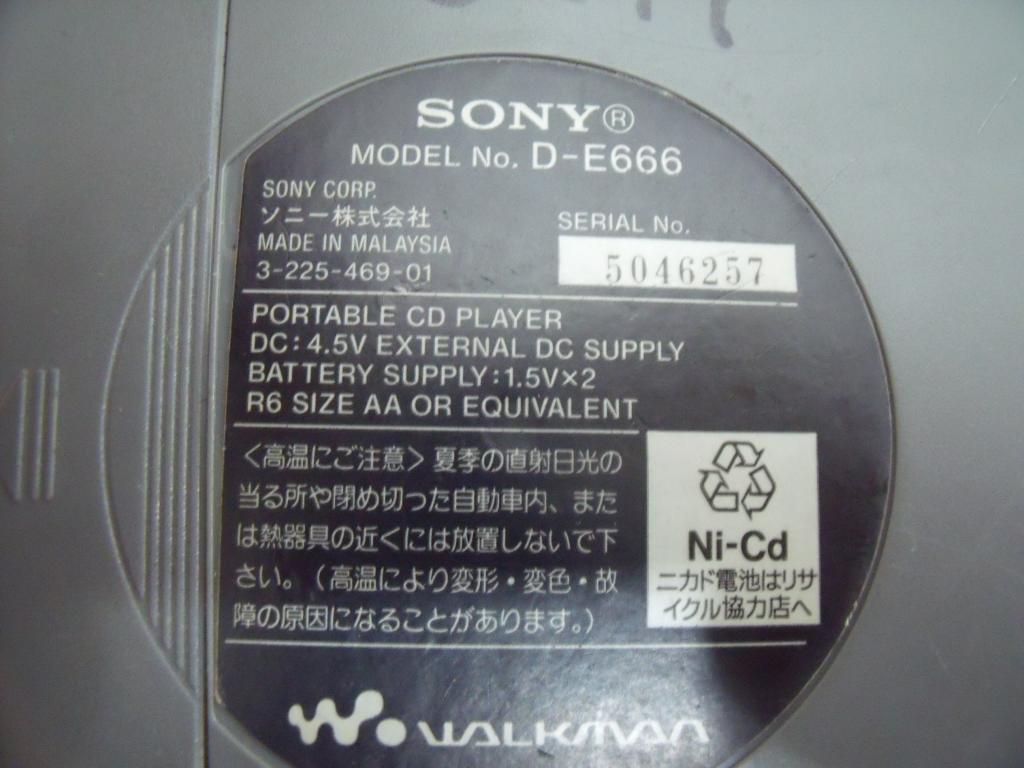 SONY®
MODEL No. D-E666
SONY CORP.
ソニー株式会社
MADE IN MALAYSIA
3-225-469-01
SERIAL No.
5046257
PORTABLE CD PLAYER
DC:4.5V EXTERNAL DC SUPPLY
BATTERY SUPPLY:1.5V×2
R6 SIZE AA OR EQUIVALENT
＜高温にご注意＞夏季の直射日光の
当る所や閉め切った自動車内、また
は熱器具の近くには放置しないで下
さい。（高温により変形・変色・故
障の原因になることがあります。）
Ni-Cd
ニカド電池はリサ
イクル協力店へ
WALKMAN